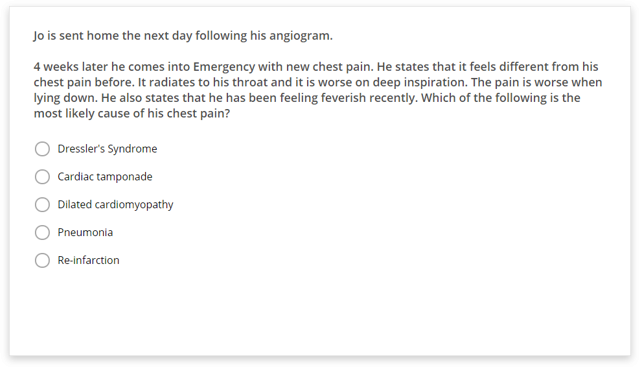 Jo is sent home the next day following his angiogram.
4 weeks later he comes into Emergency with new chest pain. He states that it feels different from his
chest pain before. It radiates to his throat and it is worse on deep inspiration. The pain is worse when
lying down. He also states that he has been feeling feverish recently. Which of the following is the
most likely cause of his chest pain?
Dressler's Syndrome
Cardiac tamponade
Dilated cardiomyopathy
Pneumonia
Re-infarction